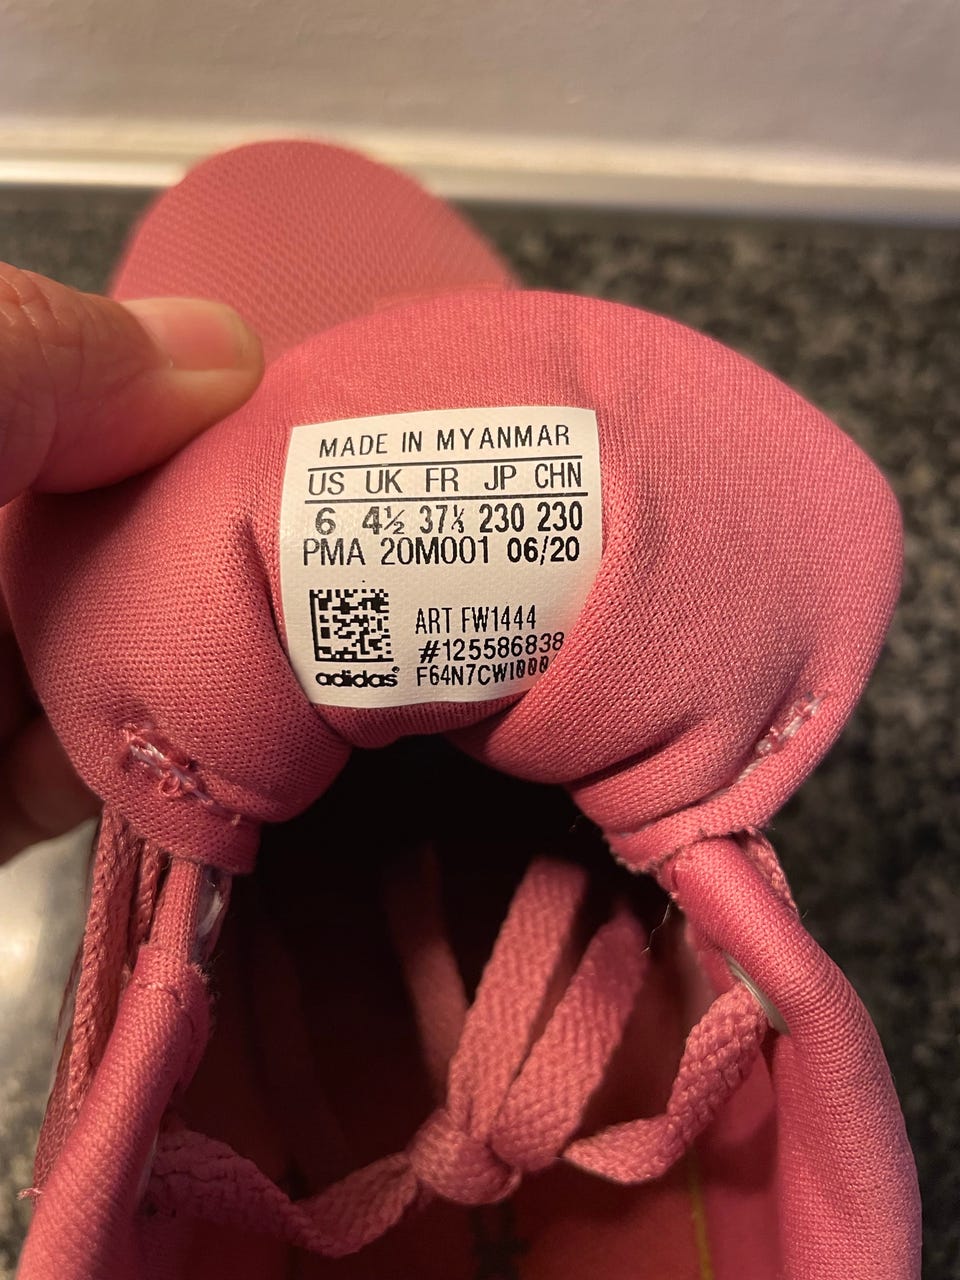 MADE IN MYANMAR
US UK FR JP CHN
6 4½ 37⅓ 230 230
PMA 20M001 06/20
ART FW1444
#125586838
adidas® F64N7CW1000